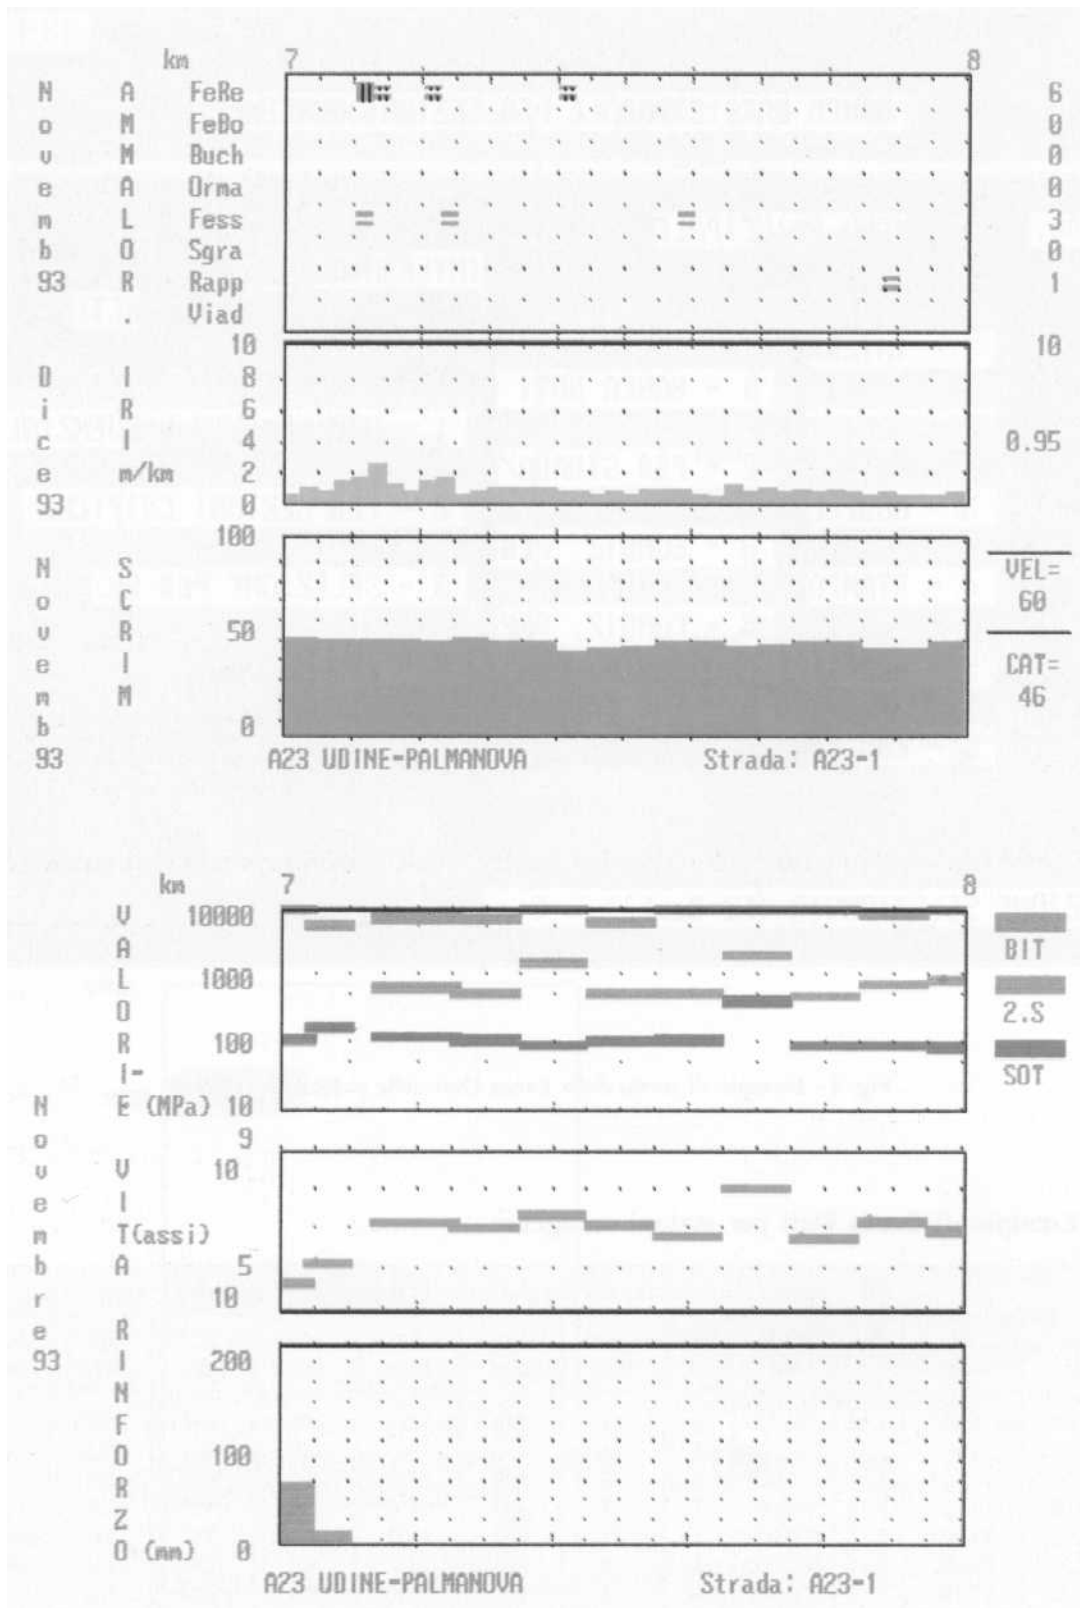 km 7 8
N A FeRe 6
o M FeBo 0
v M Buch 0
e A Orma 0
m L Fess 3
b O Sgra 0
93 R Rapp 1
. Viad
10 10
D I 8
i R 6
c I 4 0.95
e m/km 2
93 0
100
N S VEL=
o C 60
v R 50
e I CAT=
m M 46
b 0
93 A23 UDINE-PALMANOVA Strada: A23-1
km 7 8
V 10000
A BIT
L 1000
O 2.S
R 100
I- SOT
N E (MPa) 10
o 9
v V 10
e I
m T(assi)
b A 5
r 10
e R
93 I 200
N
F
O 100
R
Z
O (mm) 0
A23 UDINE-PALMANOVA Strada: A23-1